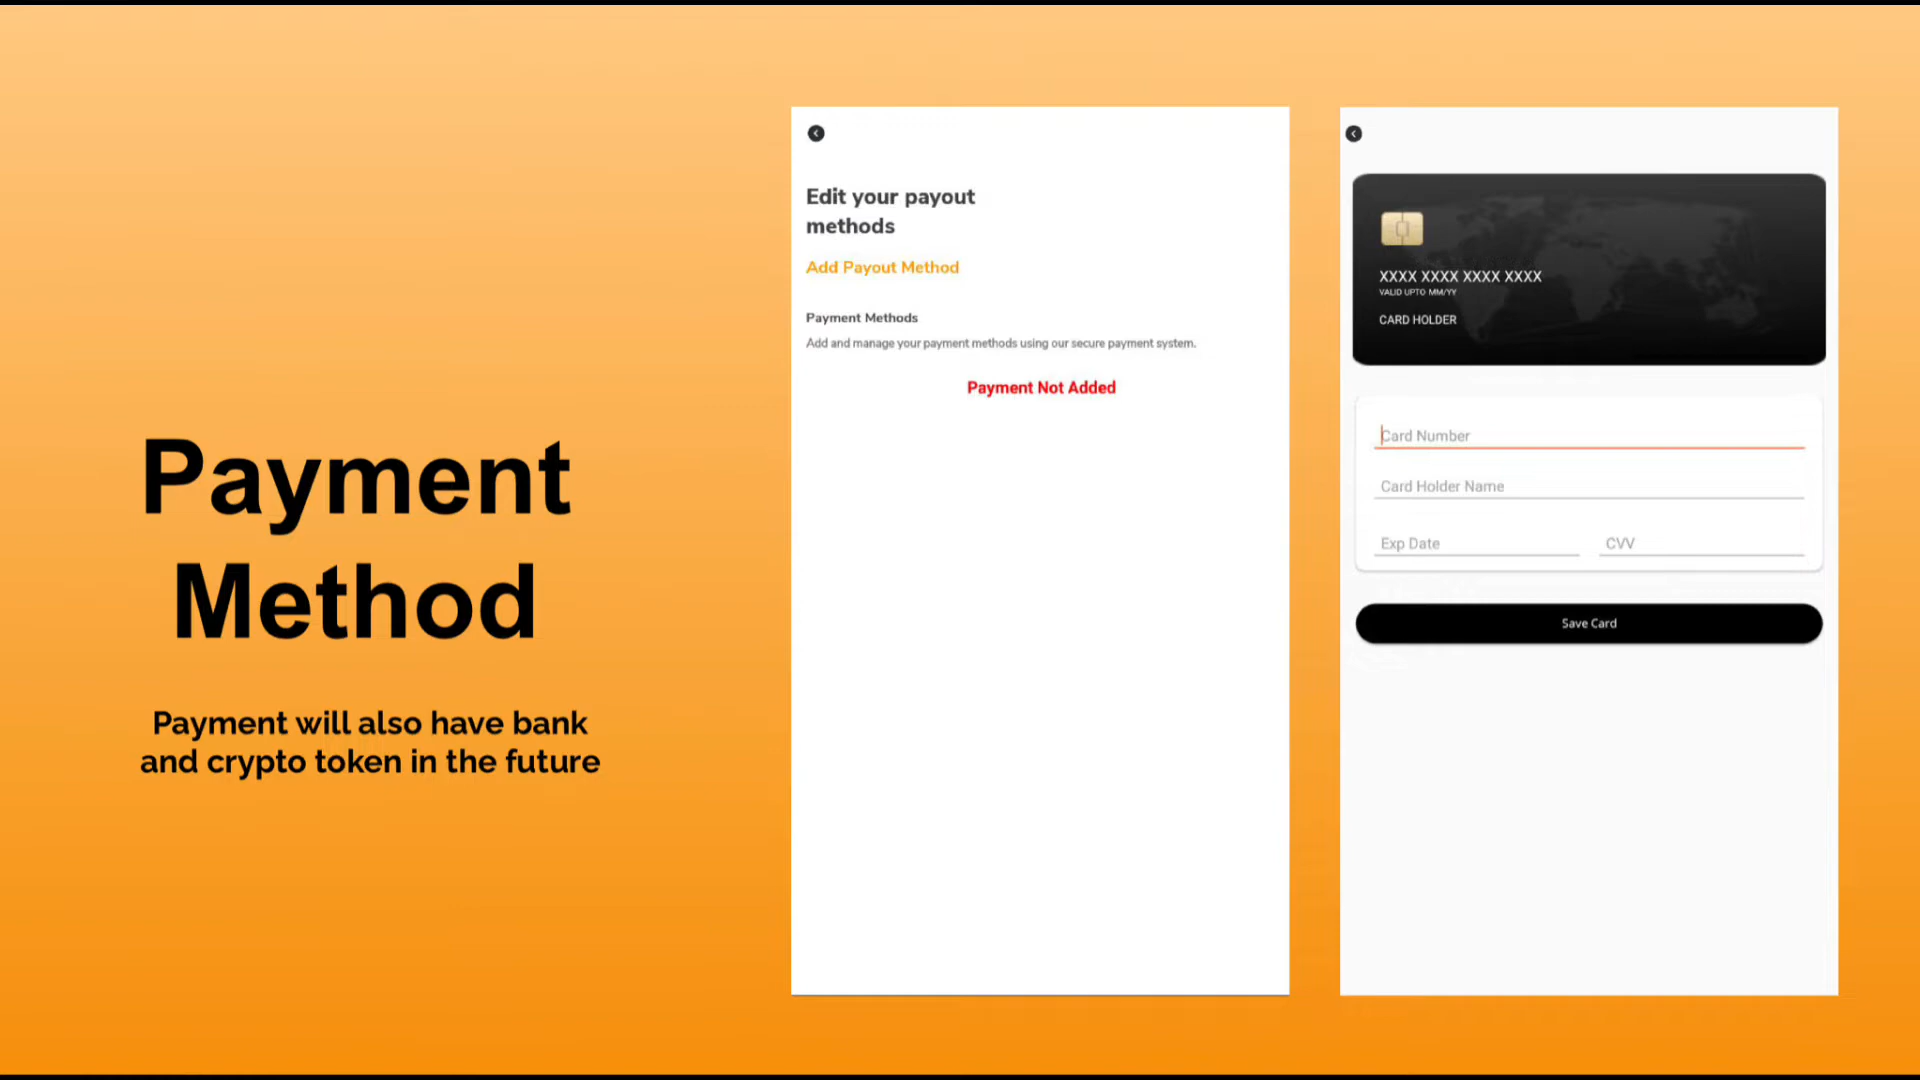 Payment
Method
Payment will also have bank
and crypto token in the future
Edit your payout
methods
Add Payout Method
Payment Methods
Add and manage your payment methods using our secure payment system.
Payment Not Added
XXXX XXXX XXXX XXXX
VALID UPTO MM/YY
CARD HOLDER
Card Number
Card Holder Name
Exp Date CVV
Save Card